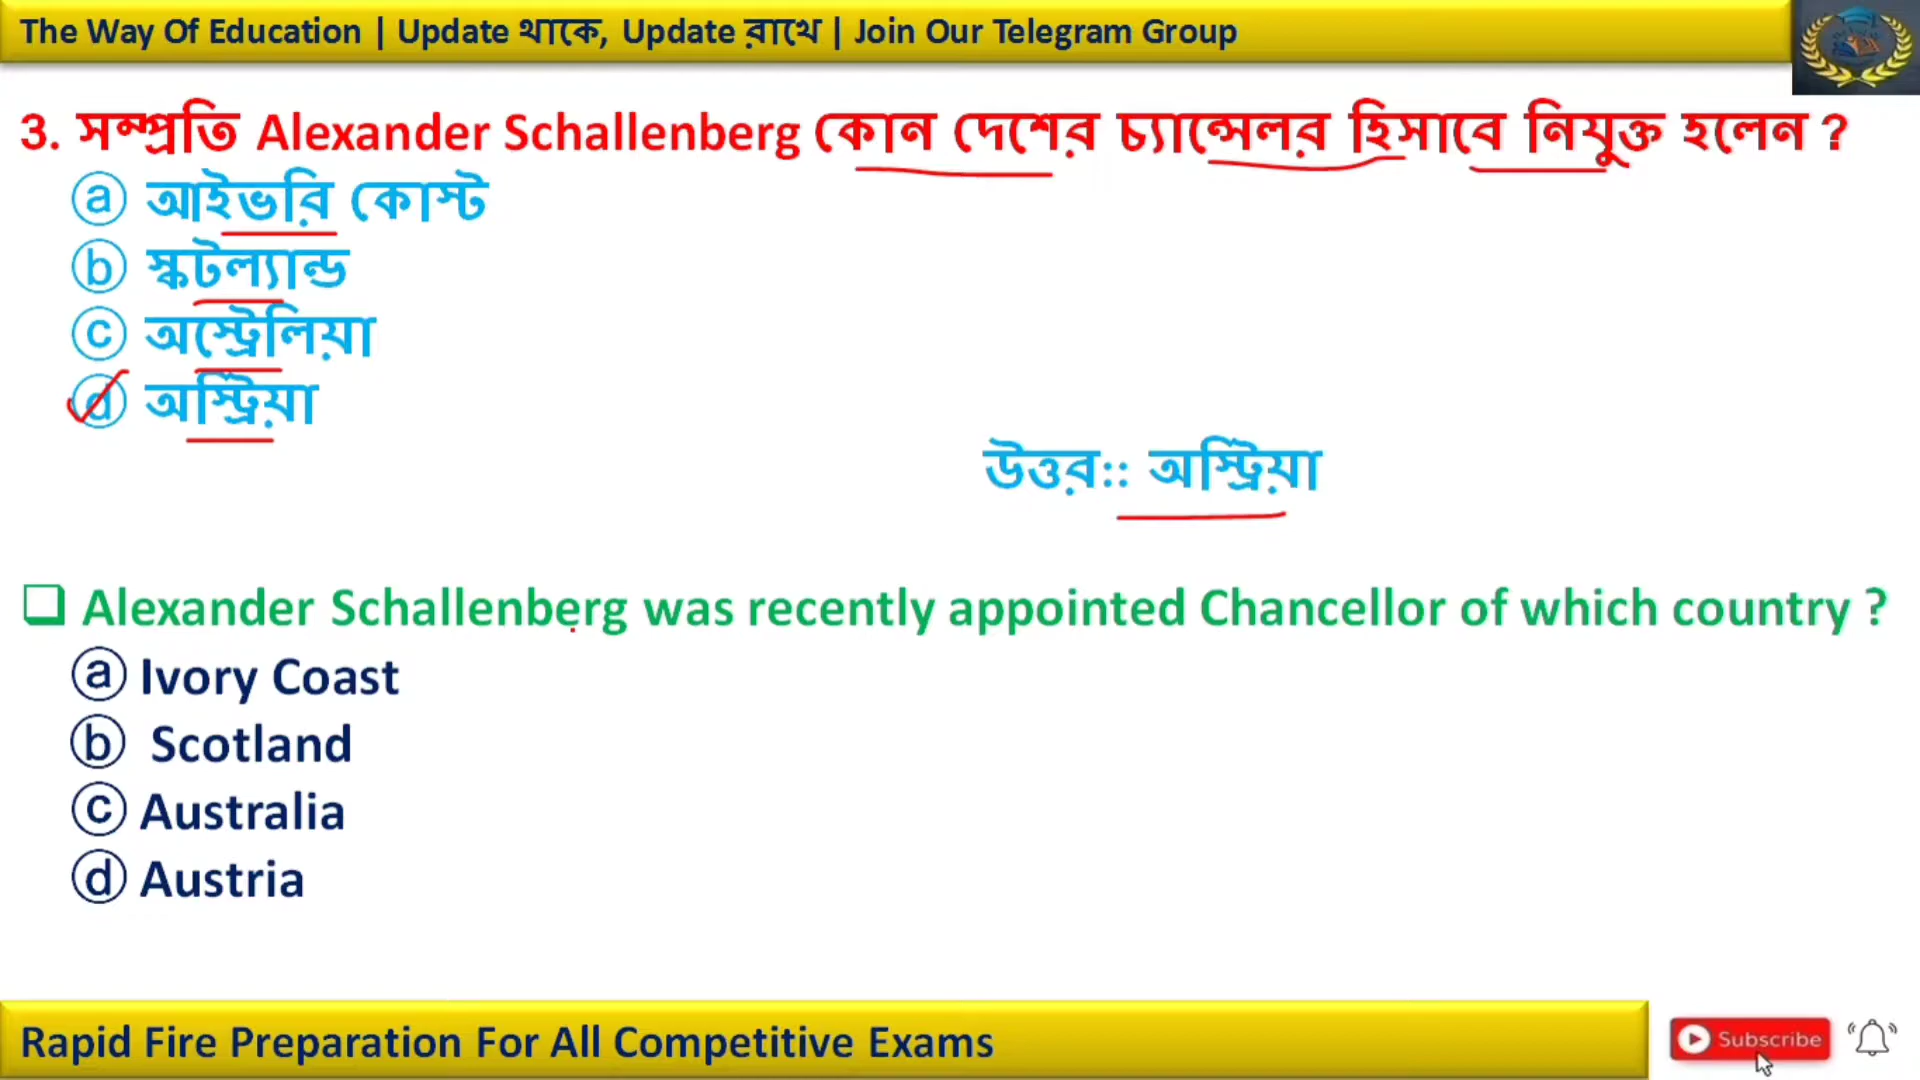 The Way Of Education | Update থাকে, Update রাখে | Join Our Telegram Group
3. সম্প্রতি Alexander Schallenberg কোন দেশের চ্যান্সেলর হিসাবে নিযুক্ত হলেন ?
ⓐ আইভরি কোস্ট
ⓑ স্কটল্যান্ড
ⓒ অস্ট্রেলিয়া
ⓓ অস্ট্রিয়া
উত্তর:: অস্ট্রিয়া
❑ Alexander Schallenberg was recently appointed Chancellor of which country ?
ⓐ Ivory Coast
ⓑ Scotland
ⓒ Australia
ⓓ Austria
Rapid Fire Preparation For All Competitive Exams
Subscribe